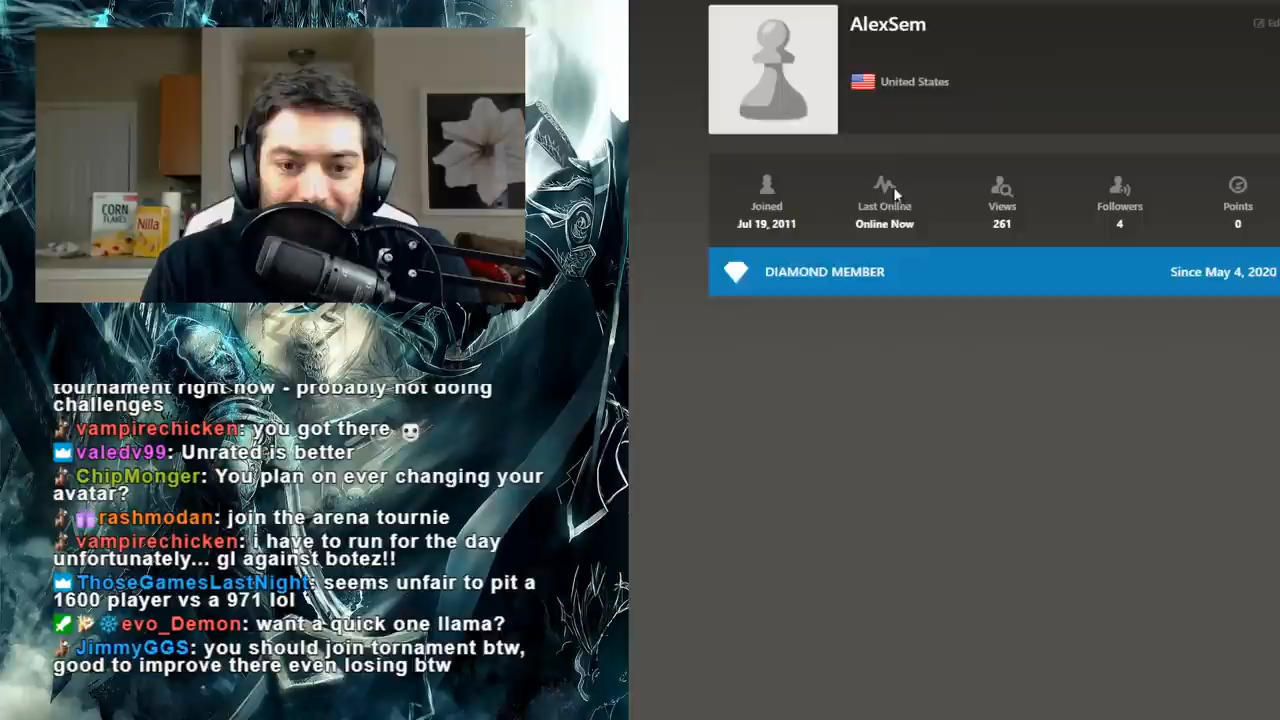 AlexSem
United States
CORN
FLAKES
Nilla
Joined
Last Online
Views
Followers
Points
Jul 19, 2011
Online Now
261
4
0
DIAMOND MEMBER
Since May 4, 2020
tournament right now - probably not doing
challenges
vampirechicken: you got there
valedv99: Unrated is better
ChipMonger: You plan on ever changing your
avatar?
rashmodan: join the arena tournie
vampirechicken: i have to run for the day
unfortunately... gl against botez!!
ThoseGamesLastNight: seems unfair to pit a
1600 player vs a 971 lol
evo_Demon: want a quick one llama?
JimmyGGS: you should join tornament btw,
good to improve there even losing btw